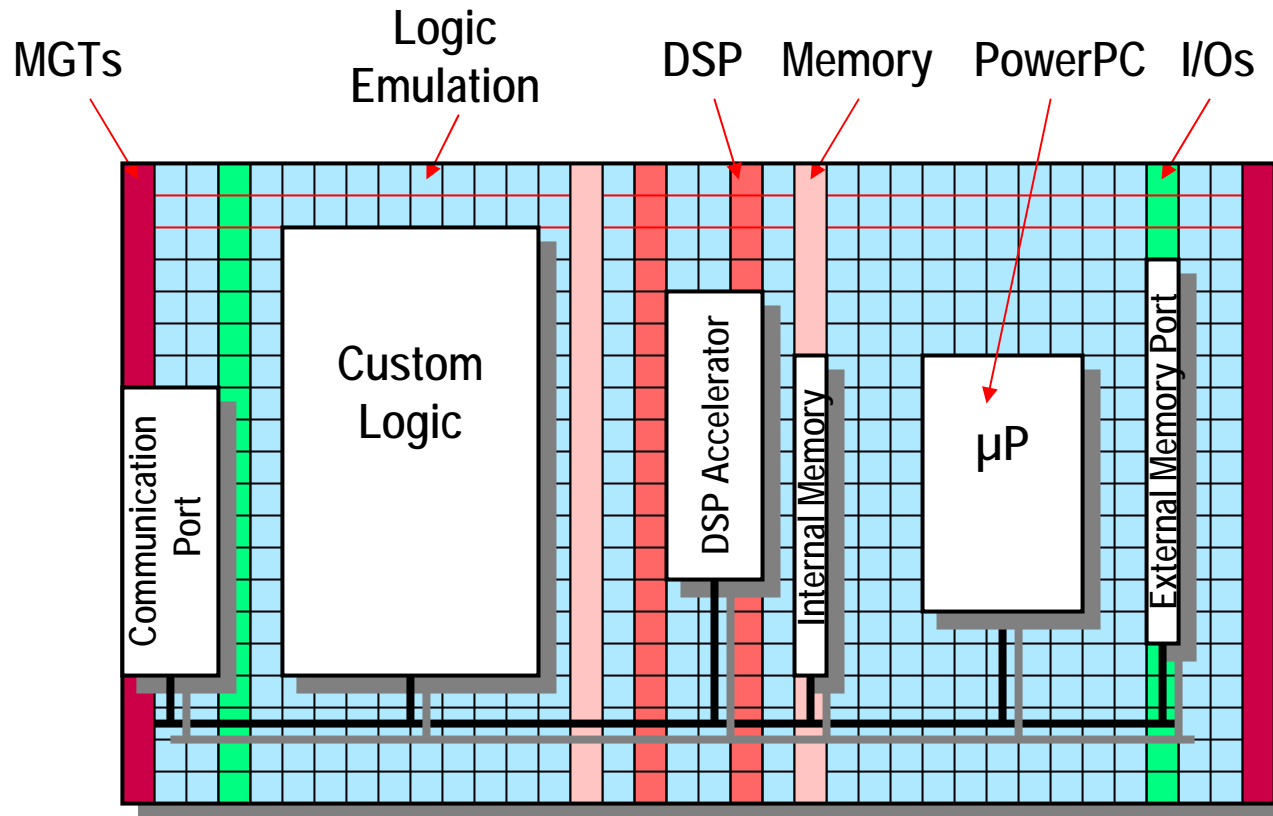 MGTs
Logic
Emulation
DSP
Memory
PowerPC
I/Os
Communication
Port
Custom
Logic
DSP Accelerator
Internal Memory
µP
External Memory Port